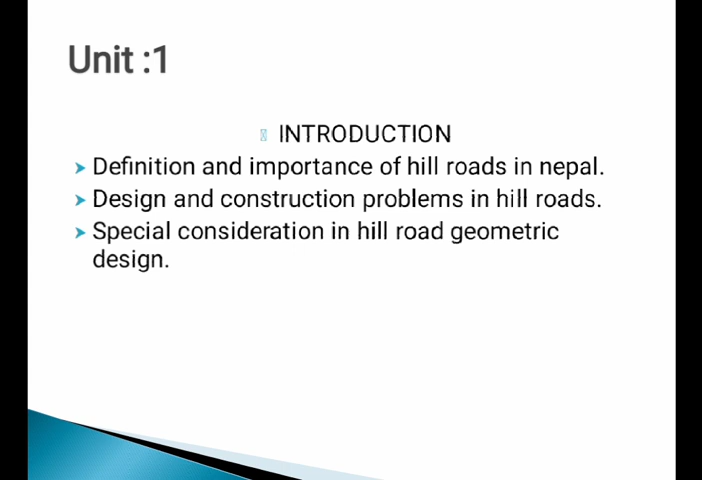 Unit :1
INTRODUCTION
Definition and importance of hill roads in nepal.
Design and construction problems in hill roads.
Special consideration in hill road geometric
design.